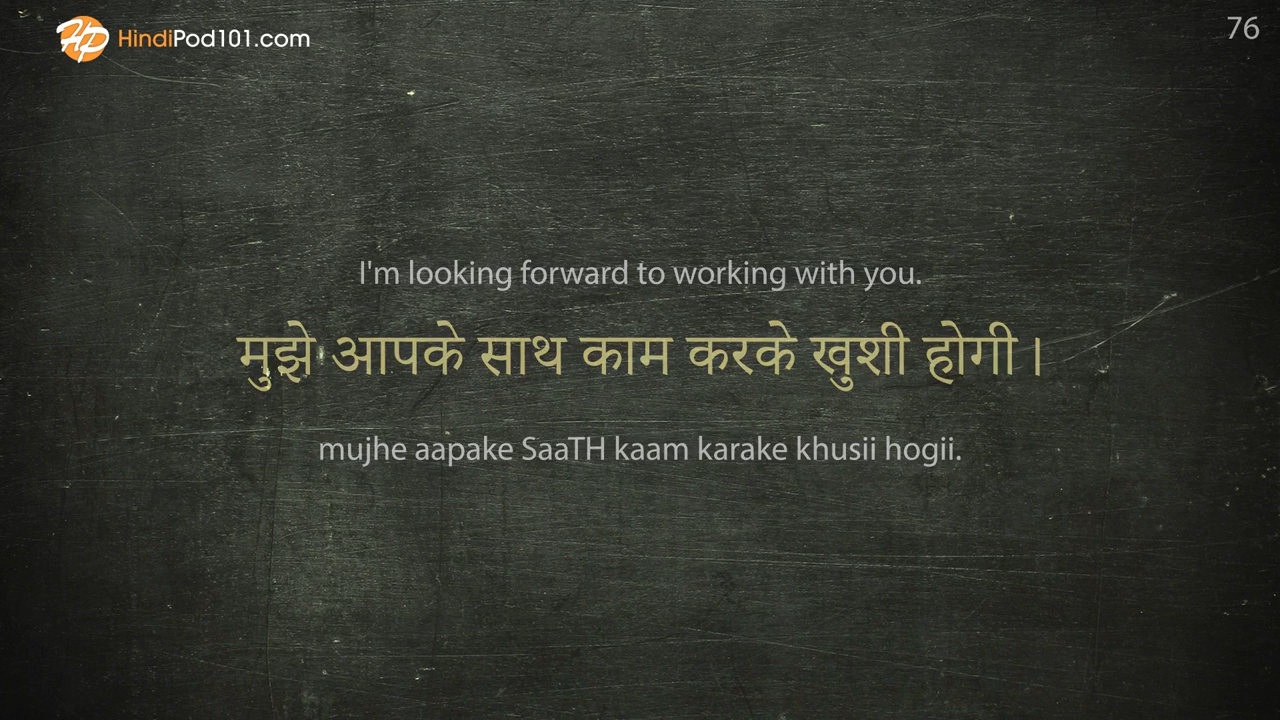 HindiPod101.com
76
I'm looking forward to working with you.
मुझे आपके साथ काम करके खुशी होगी।
mujhe aapake SaaTH kaam karake khusii hogii.